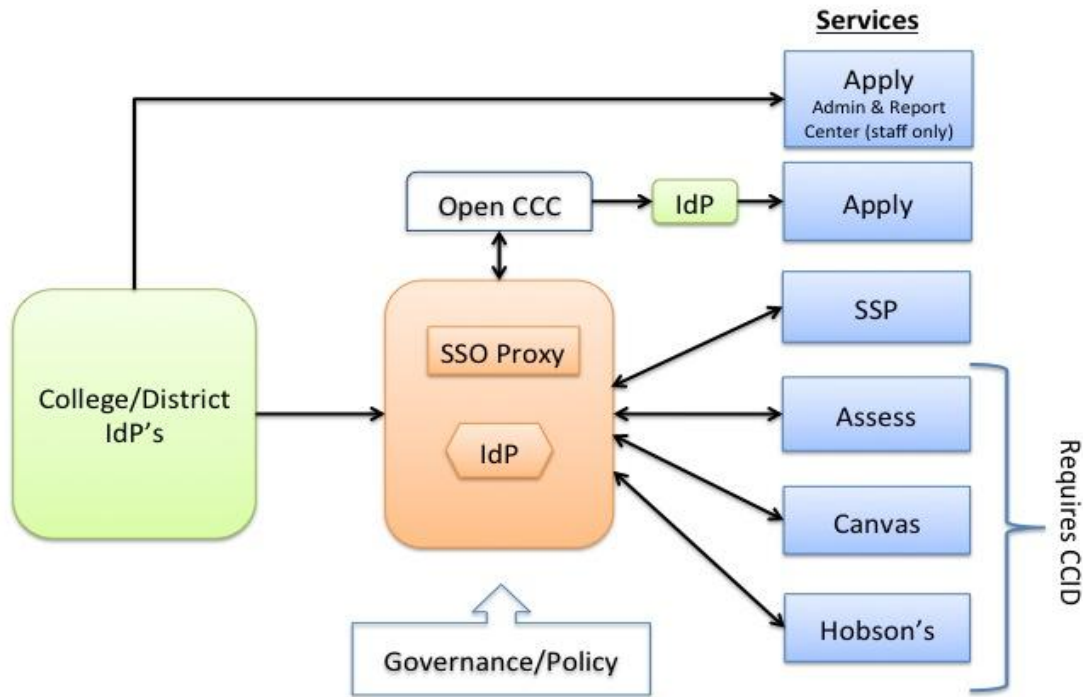 Services
Apply
Admin & Report
Center (staff only)
Open CCC
IdP
Apply
SSP
SSO Proxy
College/District
IdP's
IdP
Assess
Canvas
Hobson's
Requires CCID
Governance/Policy